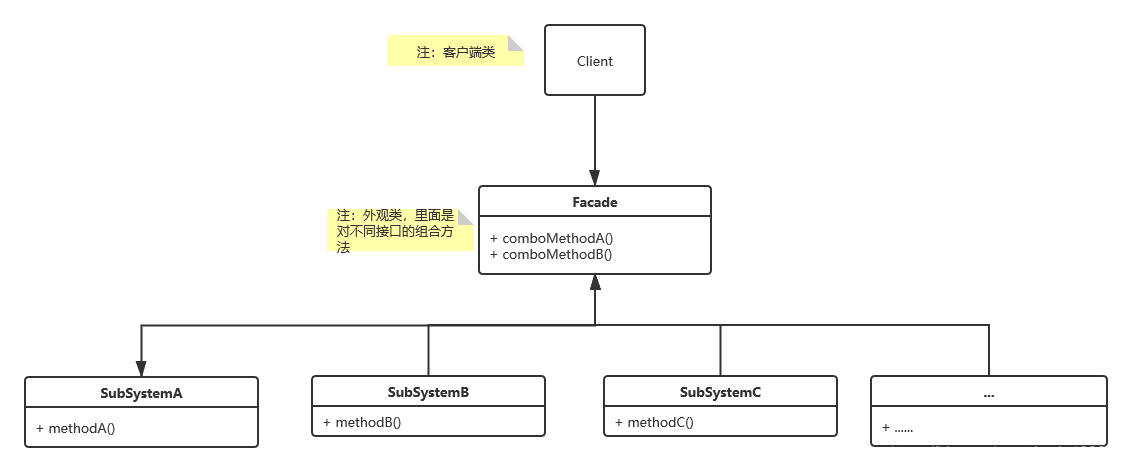 注：客户端类
Client
Facade
注：外观类，里面是
对不同接口的组合方
法
+ comboMethodA()
+ comboMethodB()
SubSystemA
+ methodA()
SubSystemB
+ methodB()
SubSystemC
+ methodC()
...
+ ......